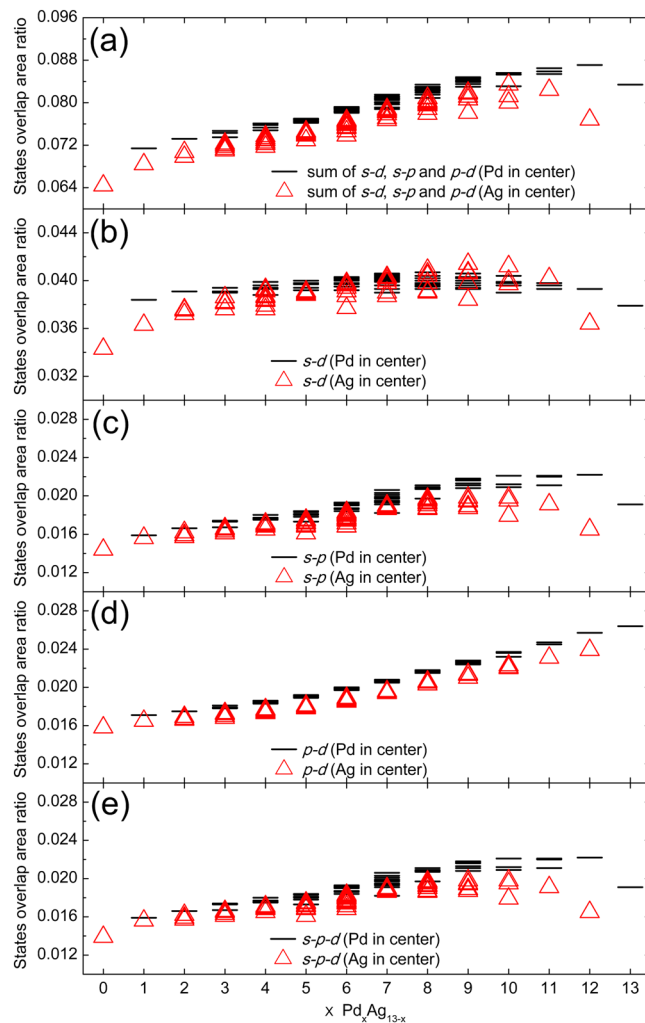 (a)
States overlap area ratio
0.096
0.088
0.080
0.072
0.064
sum of s-d, s-p and p-d (Pd in center)
sum of s-d, s-p and p-d (Ag in center)
(b)
States overlap area ratio
0.044
0.040
0.036
0.032
s-d (Pd in center)
s-d (Ag in center)
(c)
States overlap area ratio
0.028
0.024
0.020
0.016
0.012
s-p (Pd in center)
s-p (Ag in center)
(d)
States overlap area ratio
0.028
0.024
0.020
0.016
0.012
p-d (Pd in center)
p-d (Ag in center)
(e)
States overlap area ratio
0.028
0.024
0.020
0.016
0.012
s-p-d (Pd in center)
s-p-d (Ag in center)
0 1 2 3 4 5 6 7 8 9 10 11 12 13
x PdxAg13-x